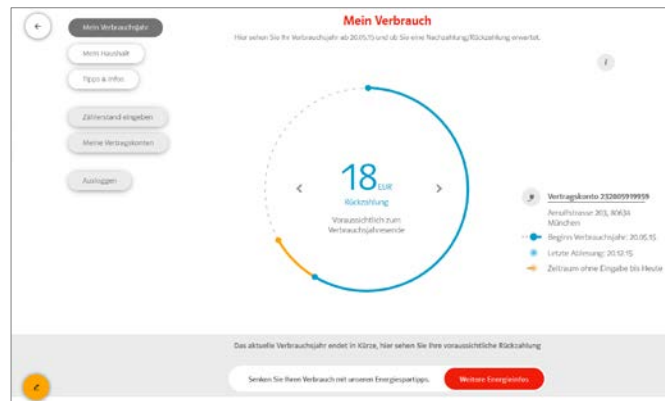 Mein Verbrauch
Hier sehen Sie Ihr Verbrauchsjahr ab 20.05.15 und ob Sie eine Nachzahlung/Rückzahlung erwartet.
Mein Verbrauchsjahr
Mein Haushalt
Tipps & Infos
Zählerstand eingeben
Meine Vertragskonten
Ausloggen
i
18 EUR
Rückzahlung
Voraussichtlich zum
Verbrauchsjahresende
Vertragskonto 232805919959
Arnulfstrasse 203, 80634
München
Beginn Verbrauchsjahr: 20.05.15
Letzte Ablesung: 20.12.15
Zeitraum ohne Eingabe bis Heute
Das aktuelle Verbrauchsjahr endet in Kürze, hier sehen Sie Ihre voraussichtliche Rückzahlung
Senken Sie Ihren Verbrauch mit unseren Energiespartipps.
Weitere Energieinfos